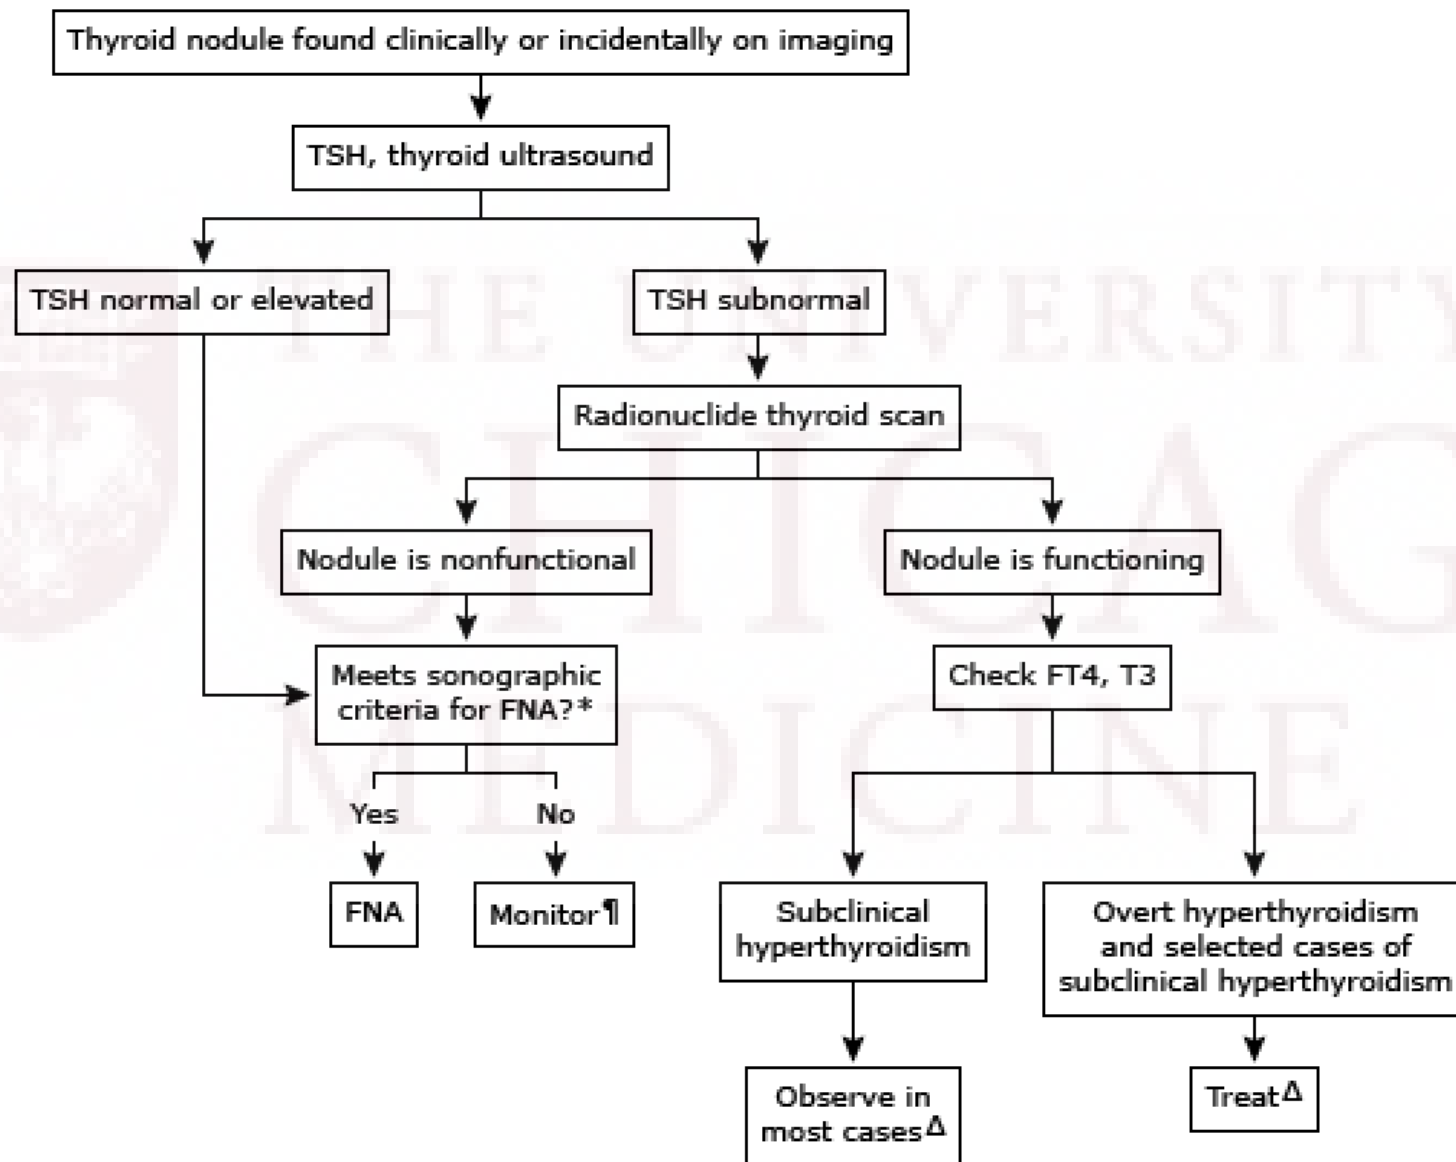 Thyroid nodule found clinically or incidentally on imaging
TSH, thyroid ultrasound
TSH normal or elevated
TSH subnormal
Radionuclide thyroid scan
Nodule is nonfunctional
Nodule is functioning
Meets sonographic
criteria for FNA?*
Check FT4, T3
Yes
No
FNA
Monitor¶
Subclinical
hyperthyroidism
Overt hyperthyroidism
and selected cases of
subclinical hyperthyroidism
Observe in
most casesΔ
TreatΔ
THE UNIVERSITY
CHICAG
MEDICINE